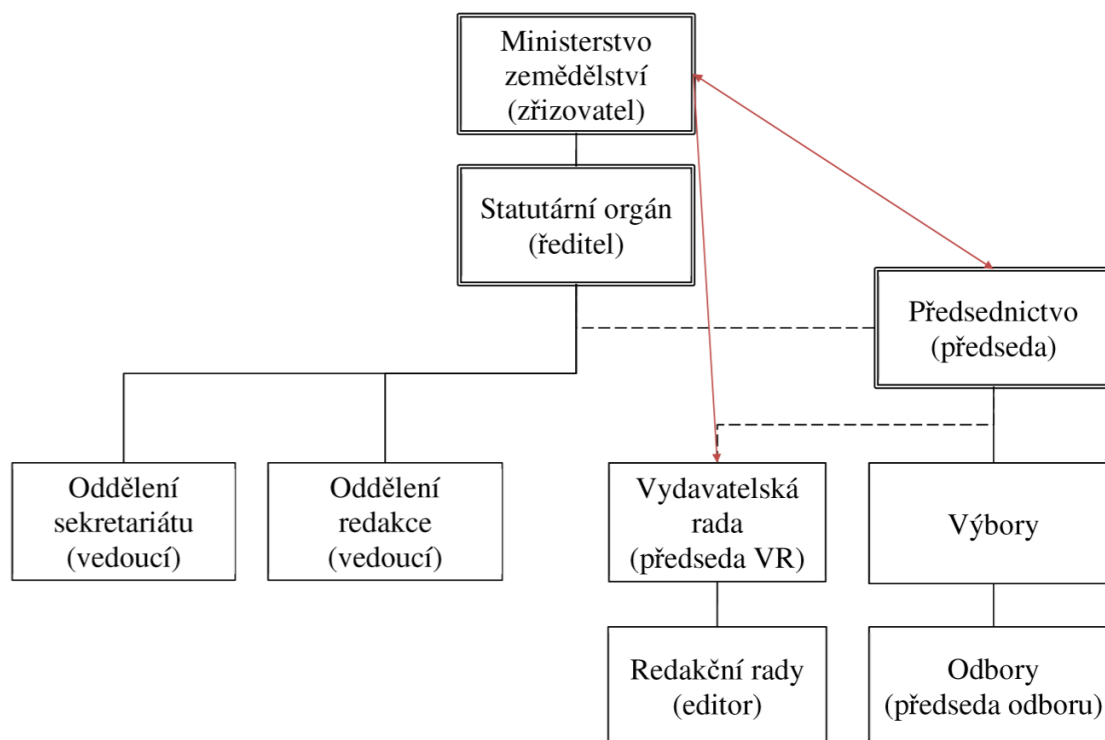 Ministerstvo
zemědělství
(zřizovatel)
Statutární orgán
(ředitel)
Předsednictvo
(předseda)
Oddělení
sekretariátu
(vedoucí)
Oddělení
redakce
(vedoucí)
Vydavatelská
rada
(předseda VR)
Výbory
Redakční rady
(editor)
Odbory
(předseda odboru)